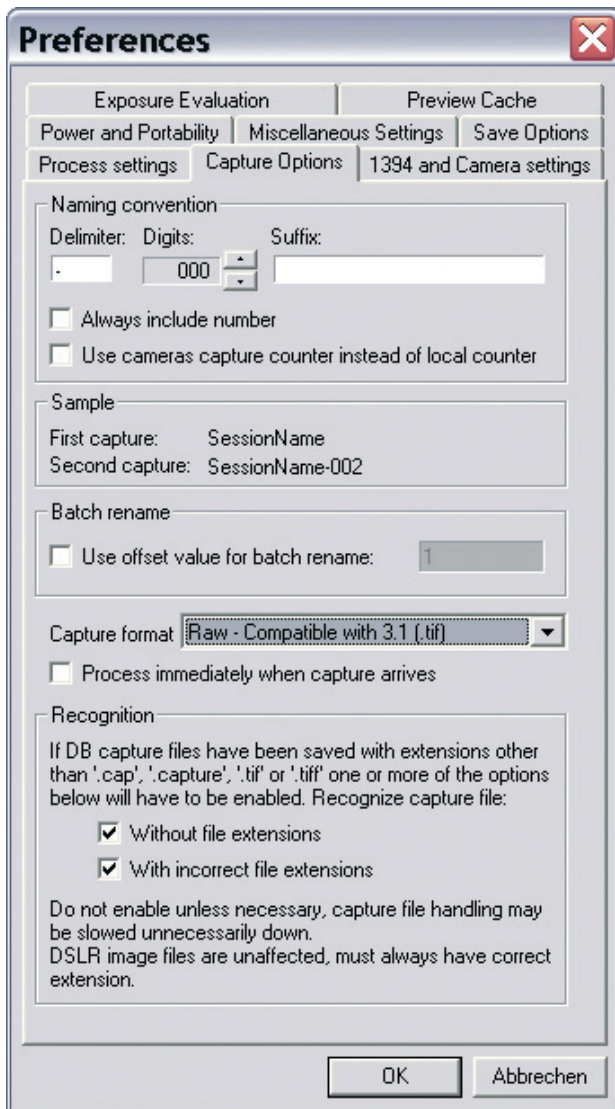 Preferences
Exposure Evaluation Preview Cache
Power and Portability Miscellaneous Settings Save Options
Process settings Capture Options 1394 and Camera settings
Naming convention
Delimiter: Digits: Suffix:
- 000
Always include number
Use cameras capture counter instead of local counter
Sample
First capture: SessionName
Second capture: SessionName-002
Batch rename
Use offset value for batch rename: 1
Capture format Raw - Compatible with 3.1 (.tif)
Process immediately when capture arrives
Recognition
If DB capture files have been saved with extensions other
than '.cap', '.capture', '.tif' or '.tiff' one or more of the options
below will have to be enabled. Recognize capture file:
Without file extensions
With incorrect file extensions
Do not enable unless necessary, capture file handling may
be slowed unnecessarily down.
DSLR image files are unaffected, must always have correct
extension.
OK Abbrechen